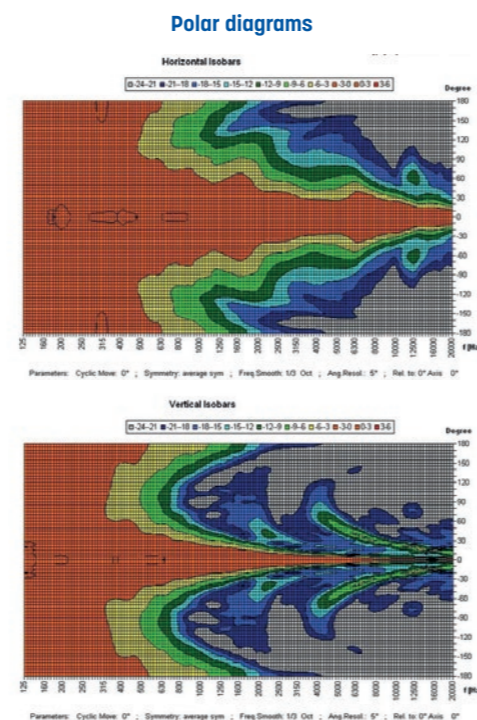 Polar diagrams
Horizontal Isobars
-24--21 -21--18 -18--15 -15--12 -12--9 -9--6 -6--3 -3-0 0-3 3-6
Degree
180
150
120
90
60
30
0
-30
-60
-90
-120
-150
-180
125 160 200 250 315 400 500 630 800 1000 1250 1600 2000 2500 3150 4000 5000 6300 8000 10000 12500 16000 20000
f [Hz]
Parameters: Cyclic Move: 0° ; Symmetry: average sym ; Freq.Smooth: 1/3 Oct ; Ang.Resol.: 5° ; Rel. to: 0° Axis 0°
Vertical Isobars
-24--21 -21--18 -18--15 -15--12 -12--9 -9--6 -6--3 -3-0 0-3 3-6
Degree
180
150
120
90
60
30
0
-30
-60
-90
-120
-150
-180
125 160 200 250 315 400 500 630 800 1000 1250 1600 2000 2500 3150 4000 5000 6300 8000 10000 12500 16000 20000
f [Hz]
Parameters: Cyclic Move: 0° ; Symmetry: average sym ; Freq.Smooth: 1/3 Oct ; Ang.Resol.: 5° ; Rel. to: 0° Axis 0°